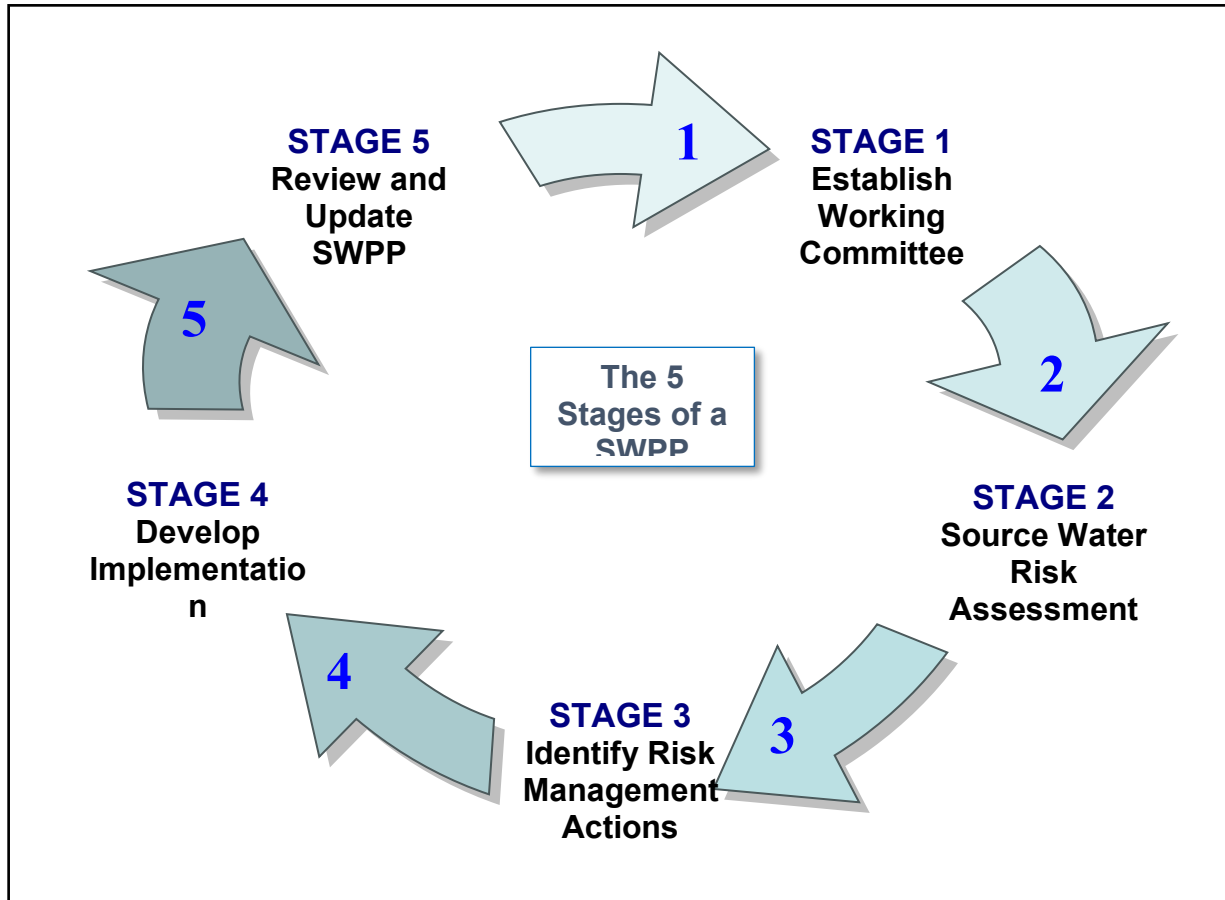 1
STAGE 1
Establish
Working
Committee
2
STAGE 2
Source Water
Risk
Assessment
3
STAGE 3
Identify Risk
Management
Actions
4
STAGE 4
Develop
Implementatio
n
5
STAGE 5
Review and
Update
SWPP
The 5
Stages of a
SWPP